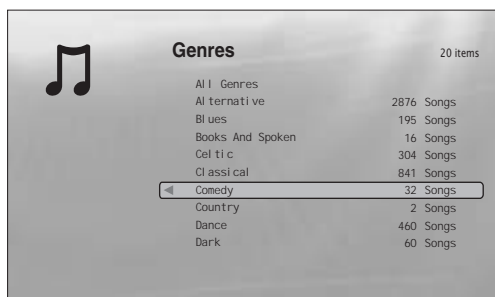 Genres 20 items
All Genres
Alternative 2876 Songs
Blues 195 Songs
Books And Spoken 16 Songs
Celtic 304 Songs
Classical 841 Songs
Comedy 32 Songs
Country 2 Songs
Dance 460 Songs
Dark 60 Songs